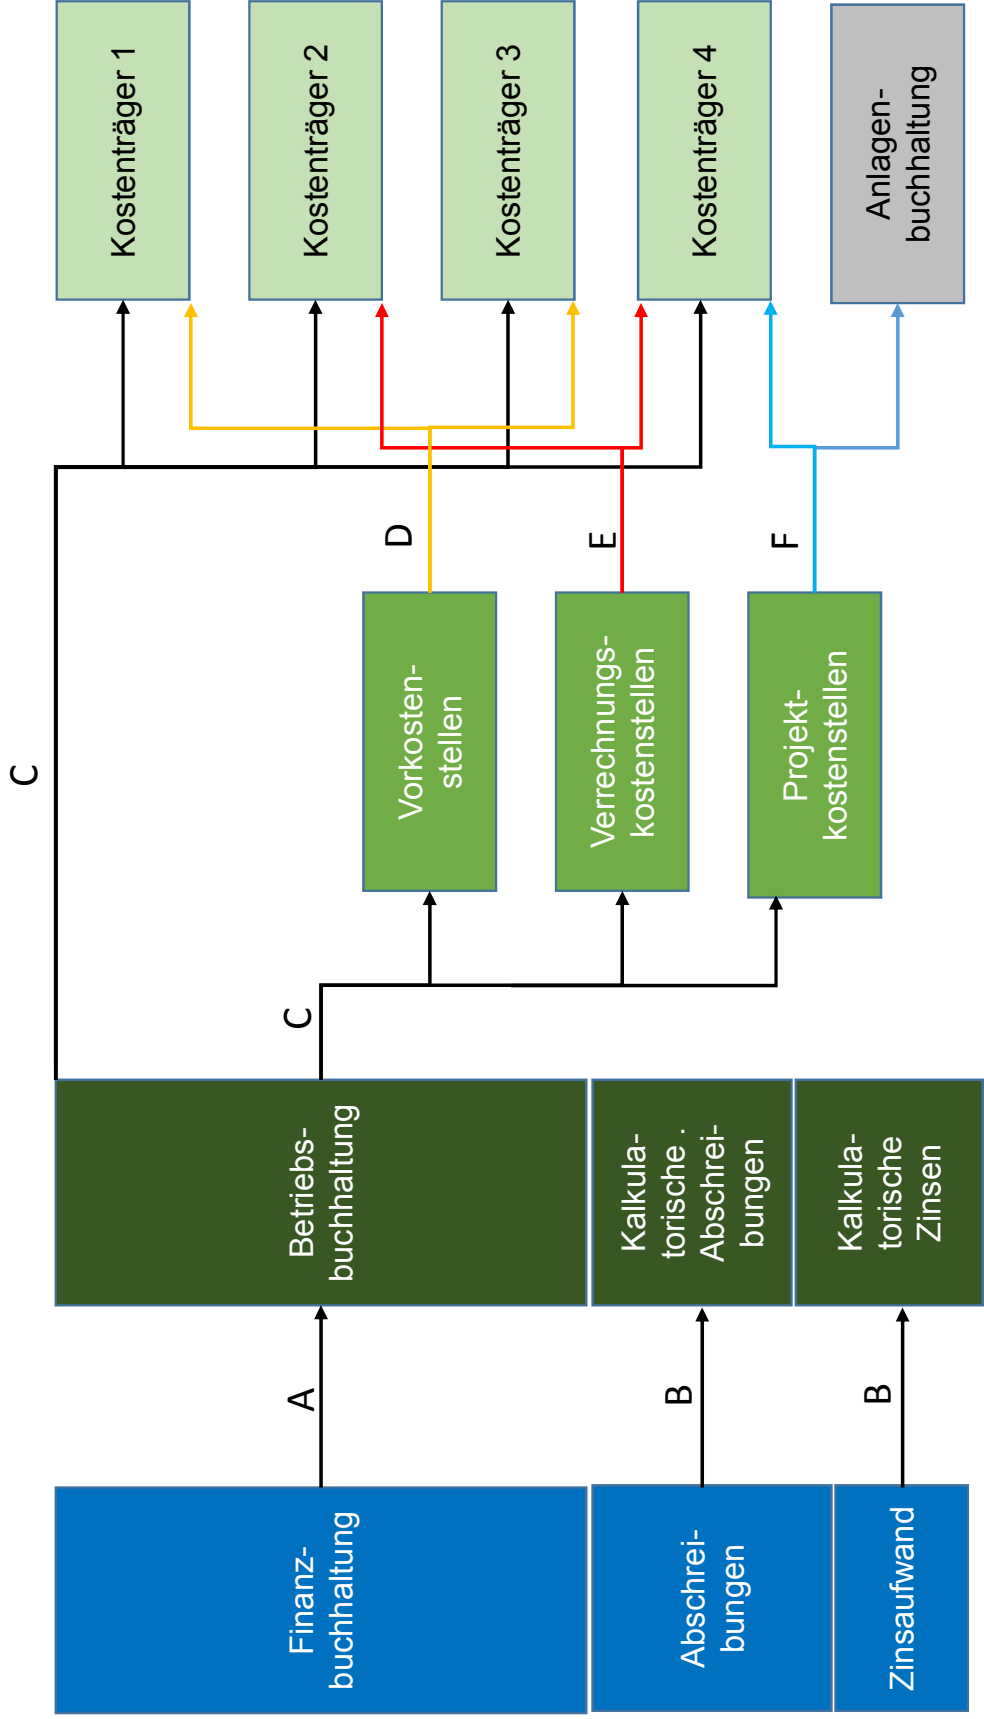 Finanz-
buchhaltung
Abschrei-
bungen
Zinsaufwand
A
B
B
Betriebs-
buchhaltung
Kalkula-
torische .
Abschrei-
bungen
Kalkula-
torische
Zinsen
C
C
Vorkosten-
stellen
Verrechnungs-
kostenstellen
Projekt-
kostenstellen
D
E
F
Kostenträger 1
Kostenträger 2
Kostenträger 3
Kostenträger 4
Anlagen-
buchhaltung